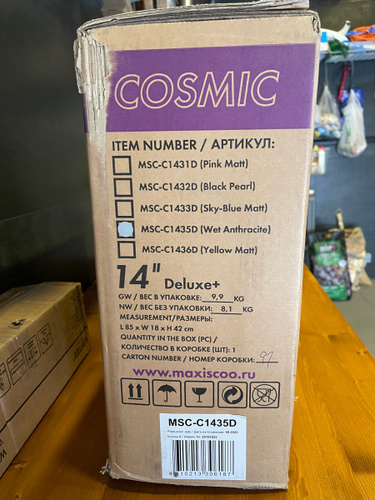 COSMIC
ITEM NUMBER / АРТИКУЛ:
MSC-C1431D (Pink Matt)
MSC-C1432D (Black Pearl)
MSC-C1433D (Sky-Blue Matt)
MSC-C1435D (Wet Anthracite)
MSC-C1436D (Yellow Matt)
14" Deluxe+
GW / ВЕС В УПАКОВКЕ: 9,9 KG
NW / ВЕС БЕЗ УПАКОВКИ: 8,1 KG
MEASUREMENT/РАЗМЕРЫ:
L 85 x W 18 x H 42 cm
QUANTITY IN THE BOX (PC) /
КОЛИЧЕСТВО В КОРОБКЕ (ШТ): 1
CARTON NUMBER / НОМЕР КОРОБКИ: 97
www.maxiscoo.ru
MSC-C1435D
4610213306187